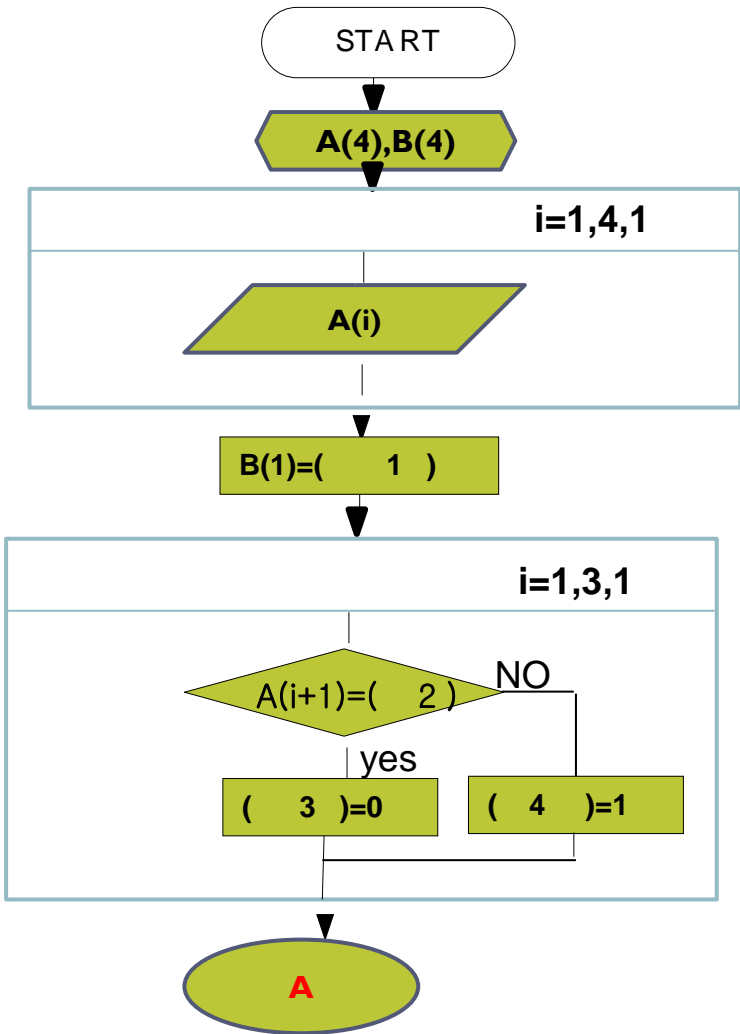 START
A(4),B(4)
i=1,4,1
A(i)
B(1)=( 1 )
i=1,3,1
A(i+1)=( 2 )
NO
yes
( 3 )=0
( 4 )=1
A